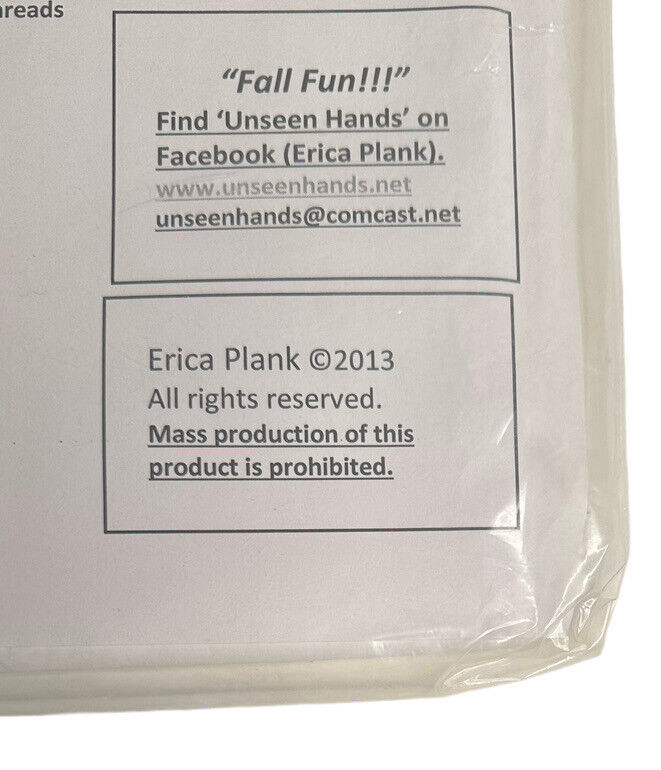 “Fall Fun!!!”
Find ‘Unseen Hands’ on
Facebook (Erica Plank).
www.unseenhands.net
unseenhands@comcast.net
Erica Plank ©2013
All rights reserved.
Mass production of this
product is prohibited.